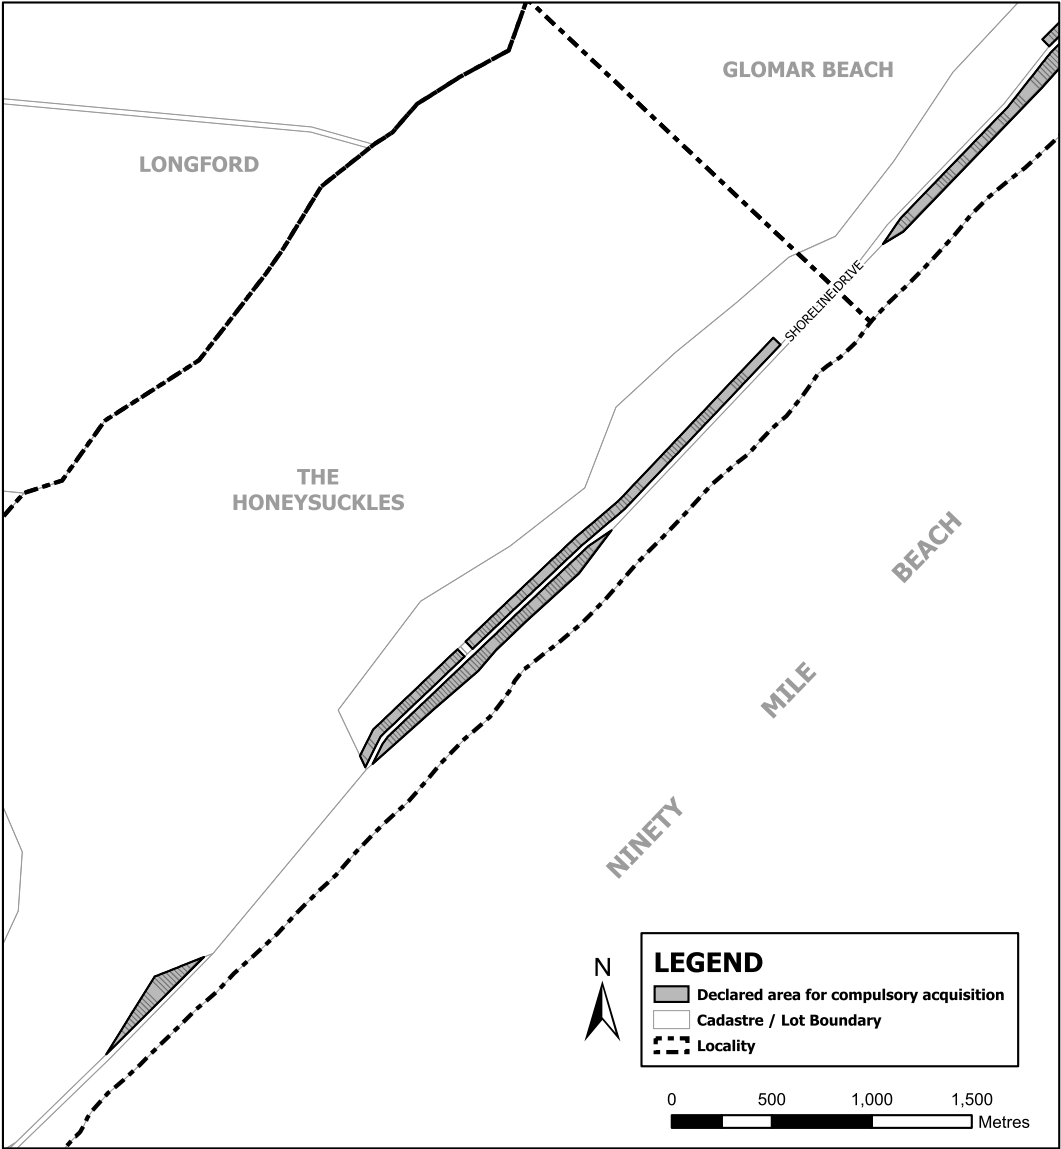 GLOMAR BEACH
LONGFORD
SHORELINE DRIVE
THE
HONEYSUCKLES
BEACH
MILE
NINETY
N
LEGEND
Declared area for compulsory acquisition
Cadastre / Lot Boundary
Locality
0 500 1,000 1,500
Metres